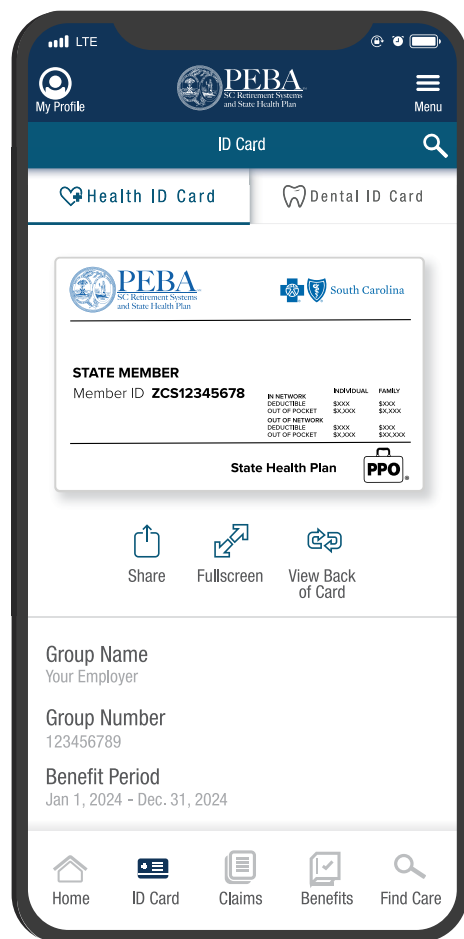 LTE
My Profile
PEBA
SC Retirement Systems
and State Health Plan
Menu
ID Card
Health ID Card
Dental ID Card
PEBA
SC Retirement Systems
and State Health Plan
South Carolina
STATE MEMBER
Member ID ZCS12345678
INDIVIDUAL FAMILY
IN NETWORK
DEDUCTIBLE $XXX $XXX
OUT OF POCKET $X,XXX $X,XXX
OUT OF NETWORK
DEDUCTIBLE $XXX $XXX
OUT OF POCKET $X,XXX $XX,XXX
State Health Plan
PPO
Share
Fullscreen
View Back
of Card
Group Name
Your Employer
Group Number
123456789
Benefit Period
Jan 1, 2024 - Dec. 31, 2024
Home
ID Card
Claims
Benefits
Find Care